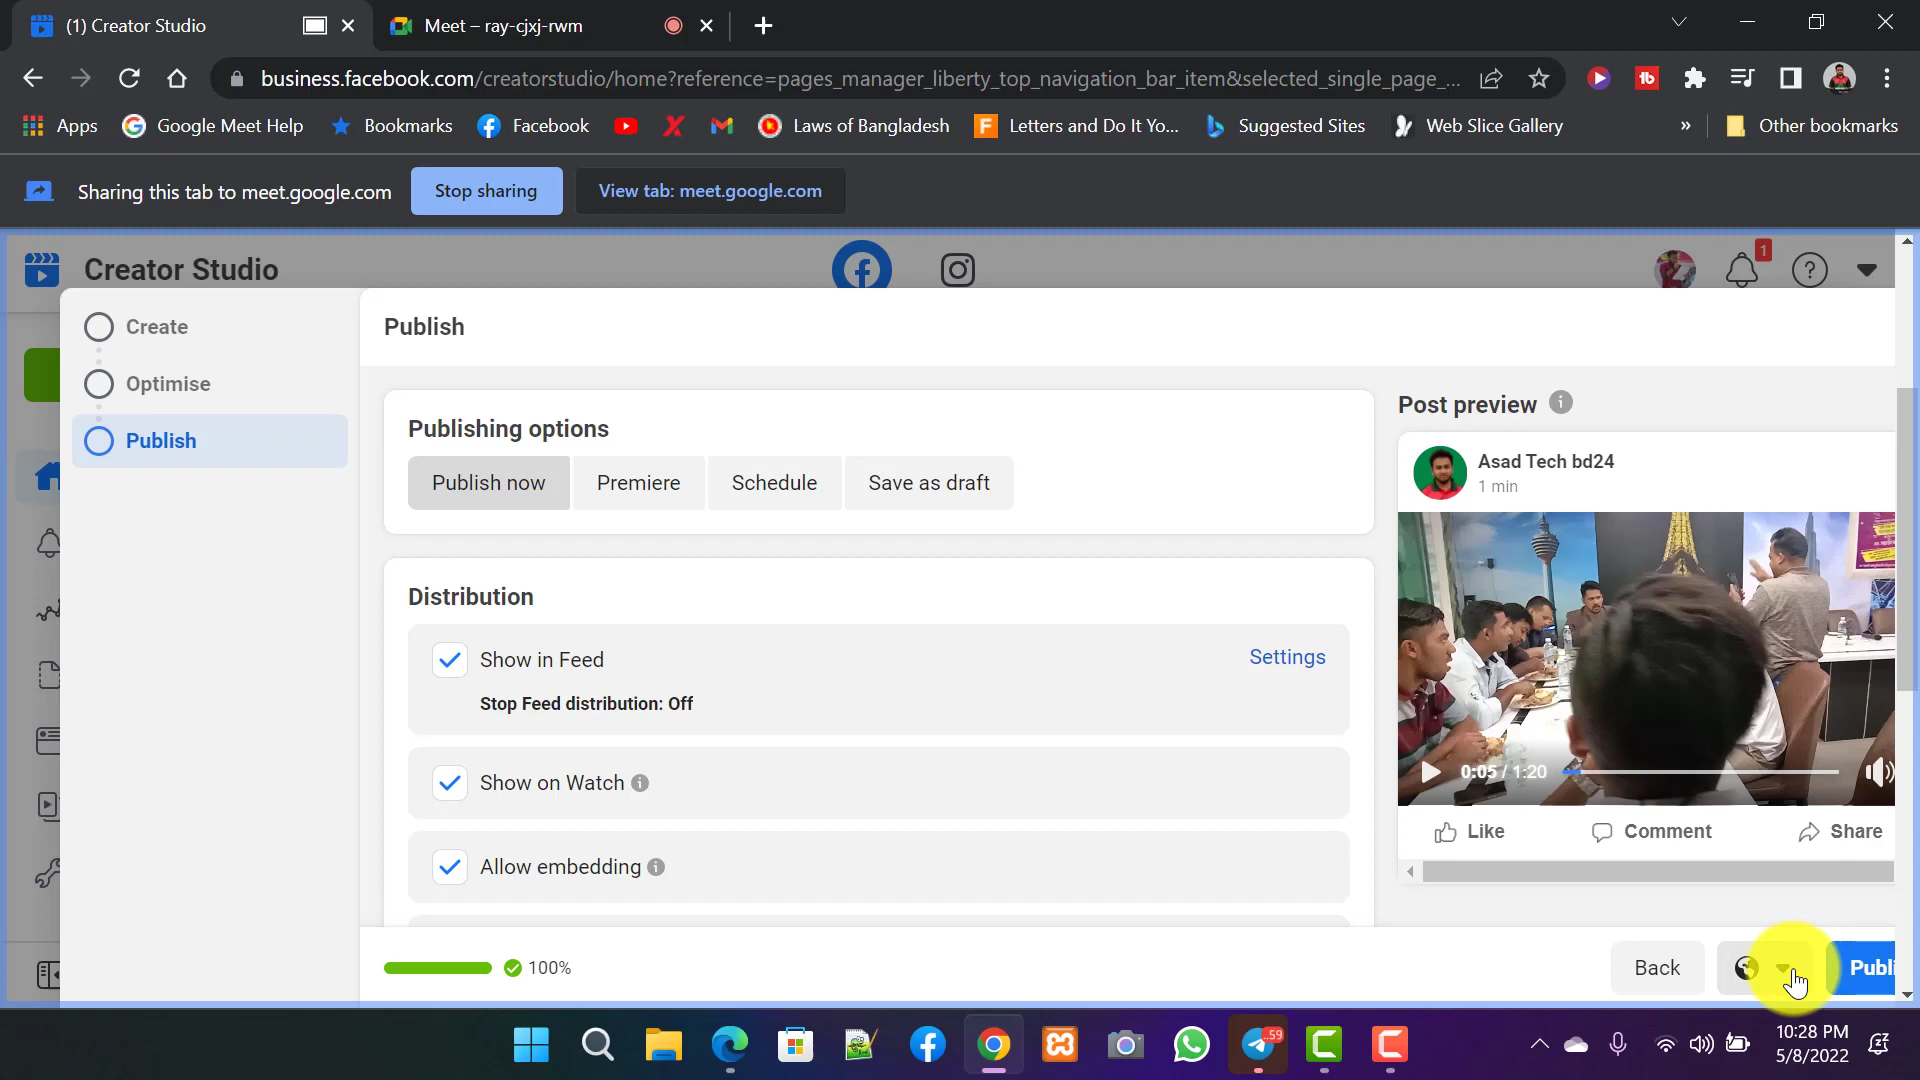 (1) Creator Studio
Meet – ray-cjxj-rwm
business.facebook.com/creatorstudio/home?reference=pages_manager_liberty_top_navigation_bar_item&selected_single_page_...
Apps
Google Meet Help
Bookmarks
Facebook
Laws of Bangladesh
Letters and Do It Yo...
Suggested Sites
Web Slice Gallery
»
Other bookmarks
Sharing this tab to meet.google.com
Stop sharing
View tab: meet.google.com
Creator Studio
1
Create
Optimise
Publish
Publish
Publishing options
Publish now
Premiere
Schedule
Save as draft
Distribution
Show in Feed
Settings
Stop Feed distribution: Off
Show on Watch
Allow embedding
Post preview
Asad Tech bd24
1 min
0:05 / 1:20
Like
Comment
Share
100%
Back
Publi
59
10:28 PM
5/8/2022